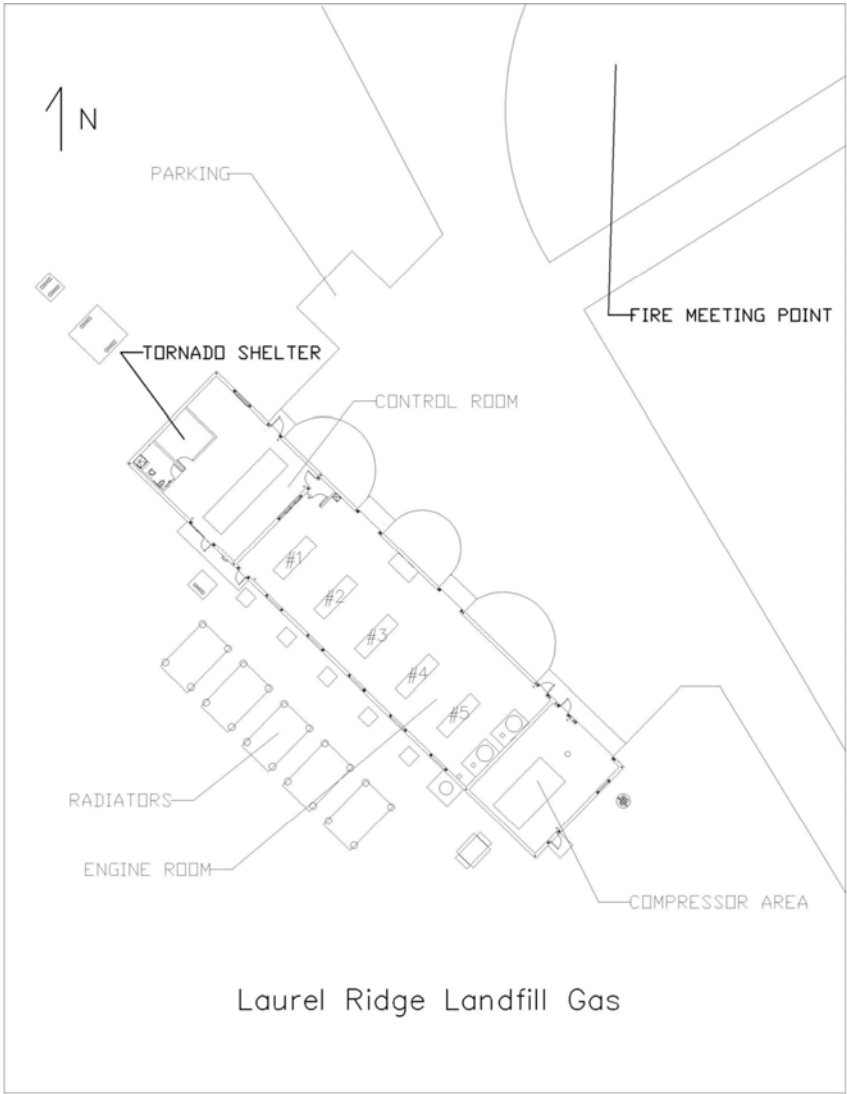 N
PARKING
FIRE MEETING POINT
TORNADO SHELTER
CONTROL ROOM
#1
#2
#3
#4
#5
RADIATORS
ENGINE ROOM
COMPRESSOR AREA
Laurel Ridge Landfill Gas